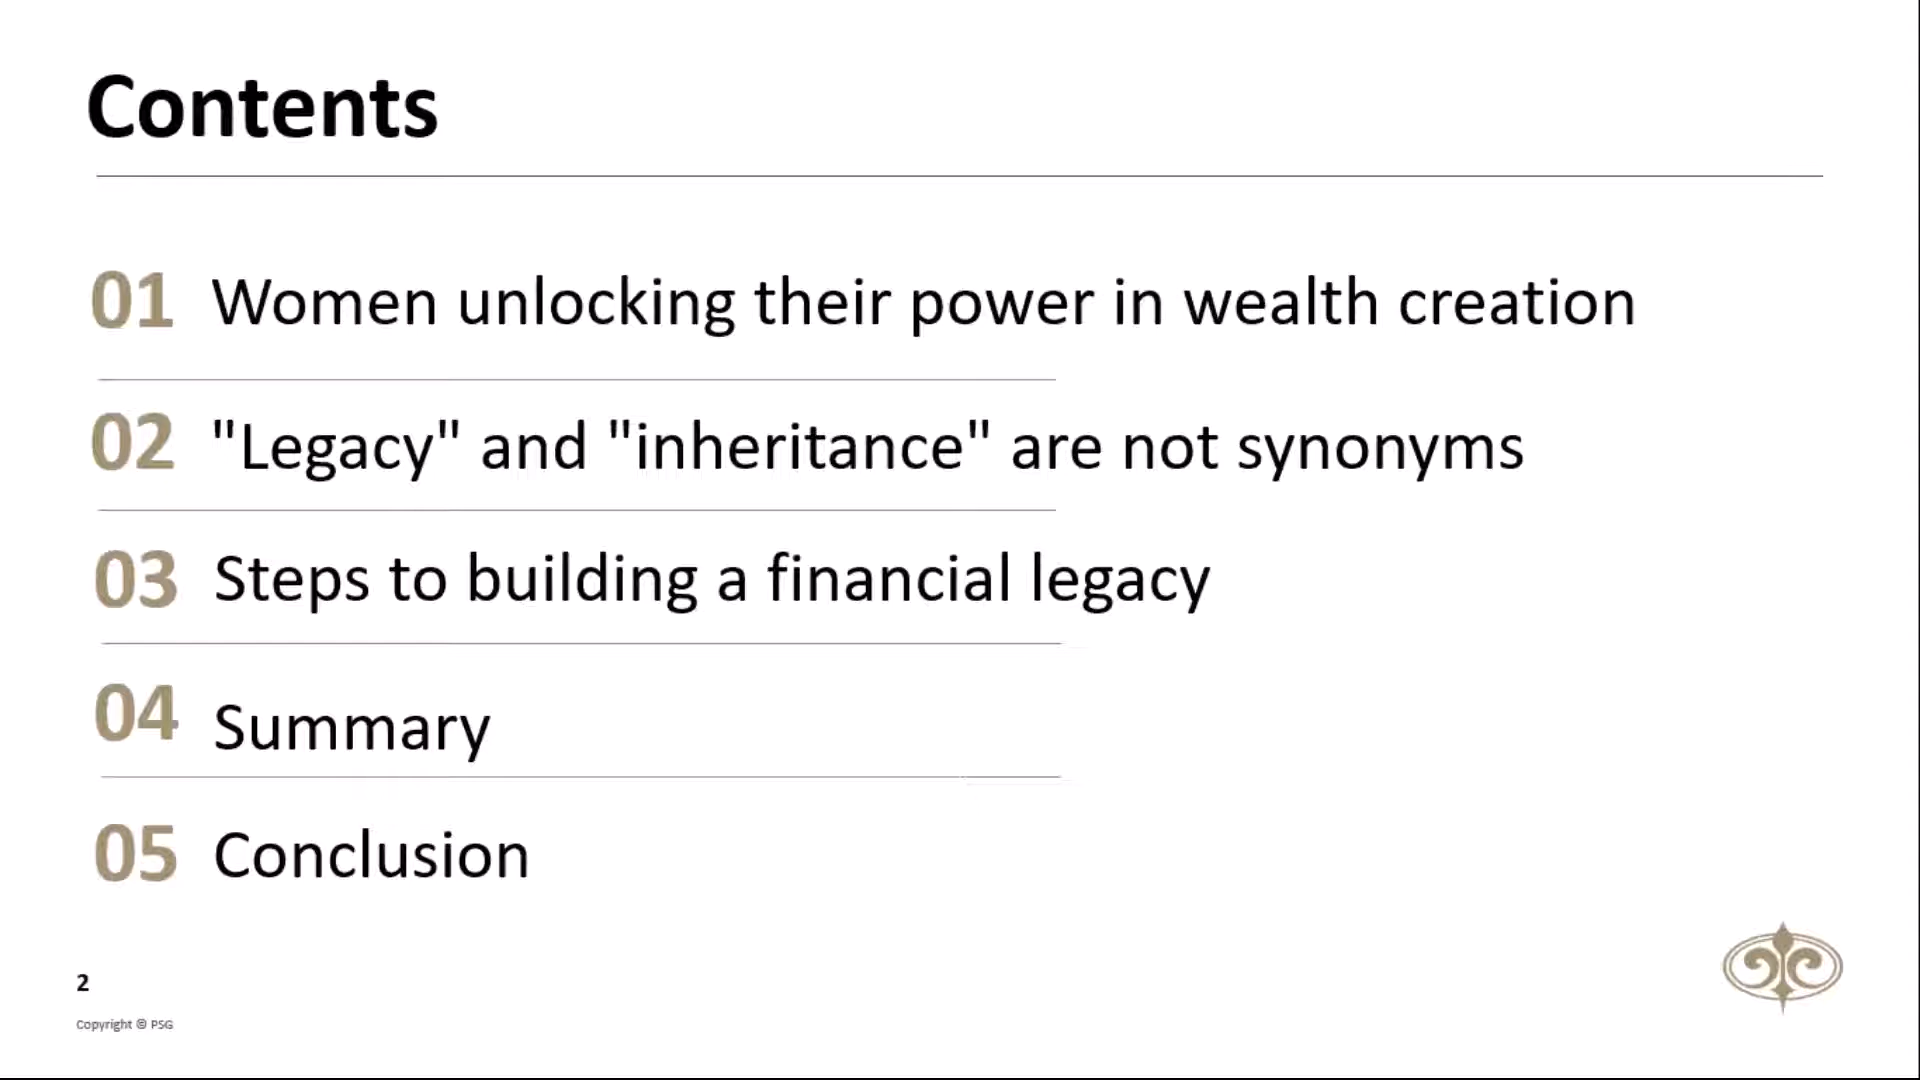 Contents
01 Women unlocking their power in wealth creation
02 "Legacy" and "inheritance" are not synonyms
03 Steps to building a financial legacy
04 Summary
05 Conclusion
2
Copyright © PSG